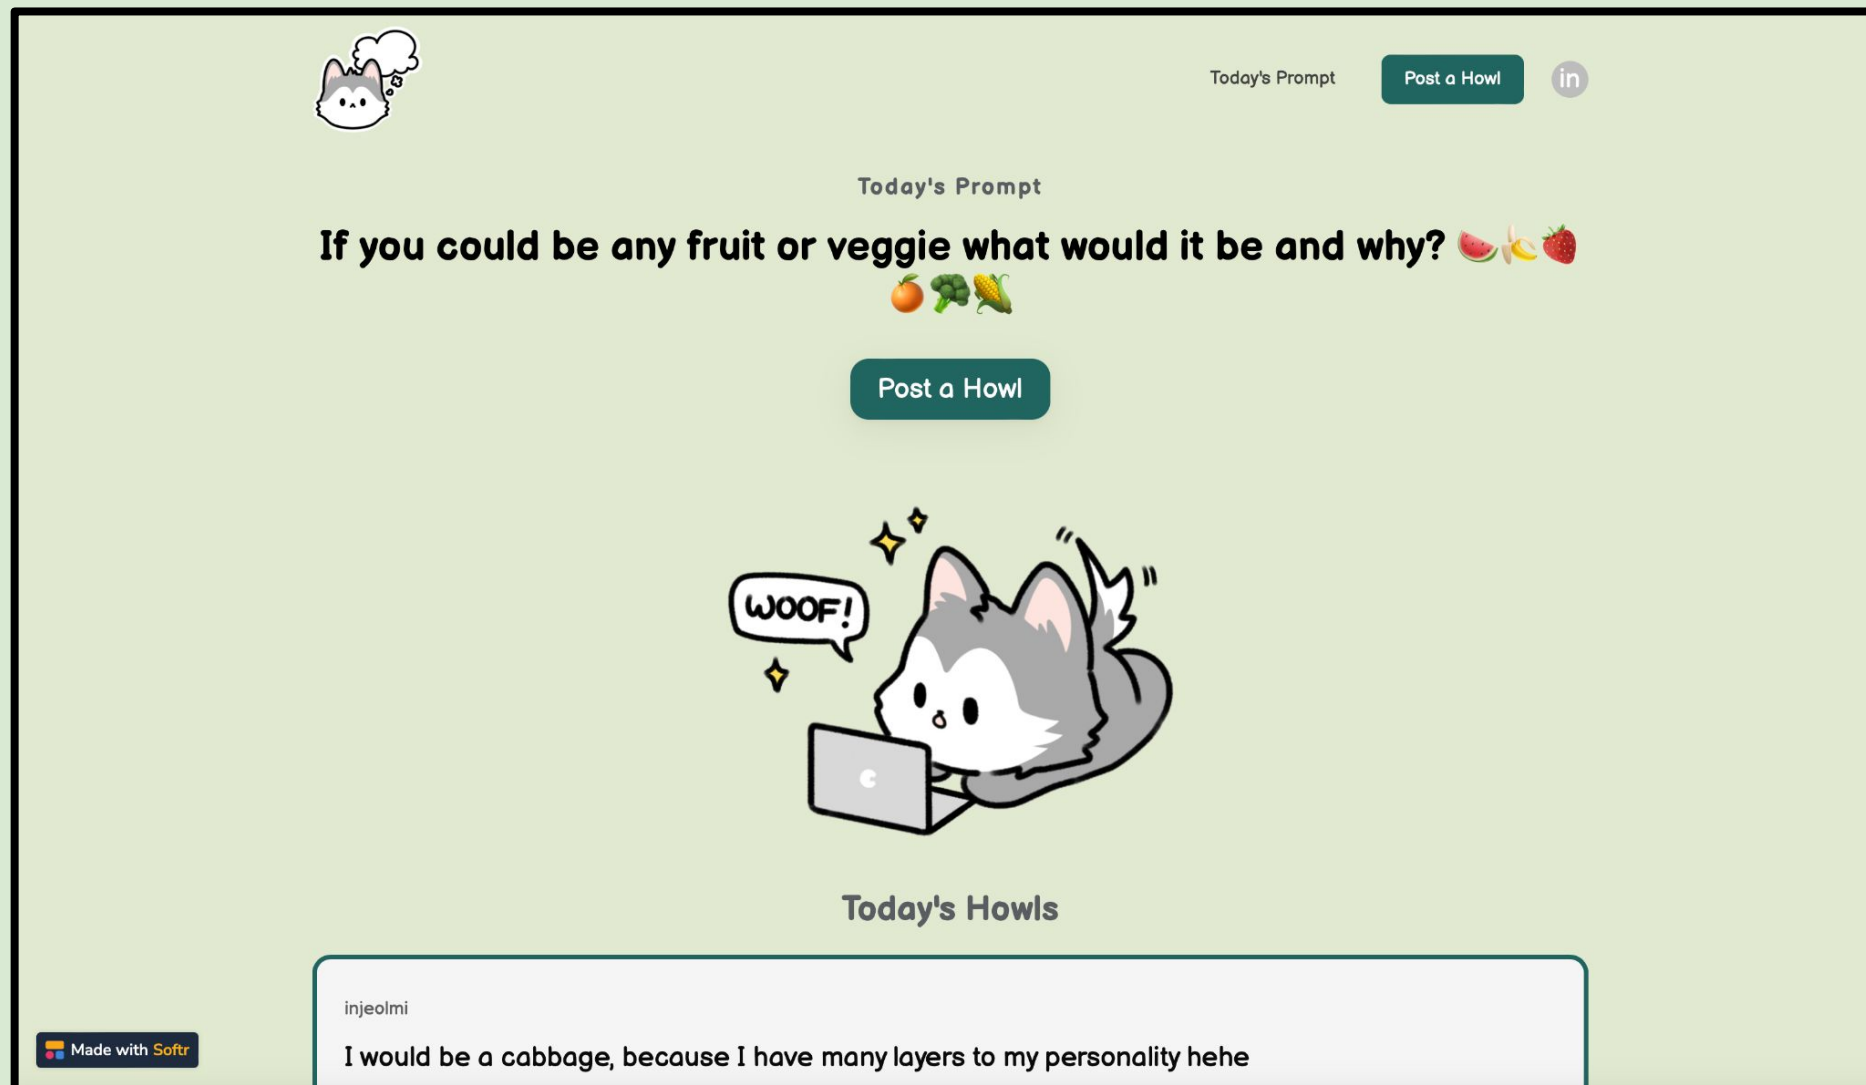 Today's Prompt
Post a Howl
in
Today's Prompt
If you could be any fruit or veggie what would it be and why? 🍉🍌🍓
🍊🥦🌽
Post a Howl
WOOF!
Today's Howls
injeolmi
I would be a cabbage, because I have many layers to my personality hehe
Made with Softr